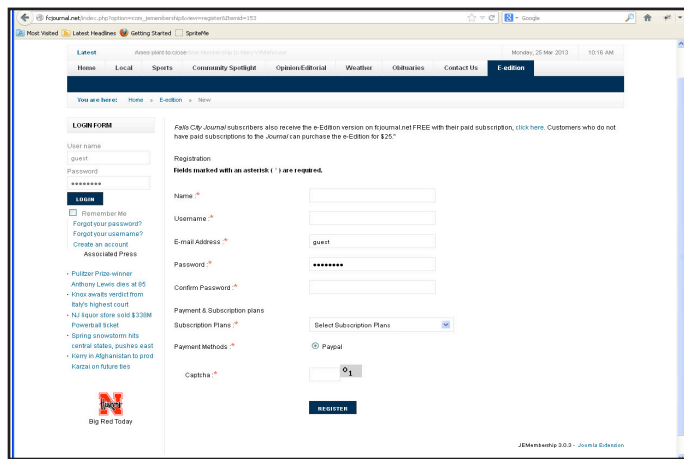 fcjournal.net/index.php?option=com_jemembership&view=register&Itemid=153
Google
Most Visited Latest Headlines Getting Started SpriteMe
Latest Ames plant to close Monday, 25 Mar 2013 10:16 AM
Home Local Sports Community Spotlight Opinion/Editorial Weather Obituaries Contact Us E-edition
You are here: Home » E-edition » New
LOGIN FORM
User name
guest
Password
••••••••
LOGIN
Remember Me
Forgot your password?
Forgot your username?
Create an account
Associated Press
Pulitzer Prize-winner
Anthony Lewis dies at 85
Knox awaits verdict from
Italy's highest court
NJ liquor store sold $338M
Powerball ticket
Spring snowstorm hits
central states, pushes east
Kerry in Afghanistan to prod
Karzai on future ties
Huskers
Big Red Today
Falls City Journal subscribers also receive the e-Edition version on fcjournal.net FREE with their paid subscription, click here. Customers who do not
have paid subscriptions to the Journal can purchase the e-Edition for $25."
Registration
Fields marked with an asterisk ( * ) are required.
Name :*
Username :*
E-mail Address :* guest
Password :* ••••••••
Confirm Password :*
Payment & Subscription plans
Subscription Plans :* Select Subscription Plans
Payment Methods :* Paypal
Captcha :* 01
REGISTER
JEMembership 3.0.3 - Joomla Extension